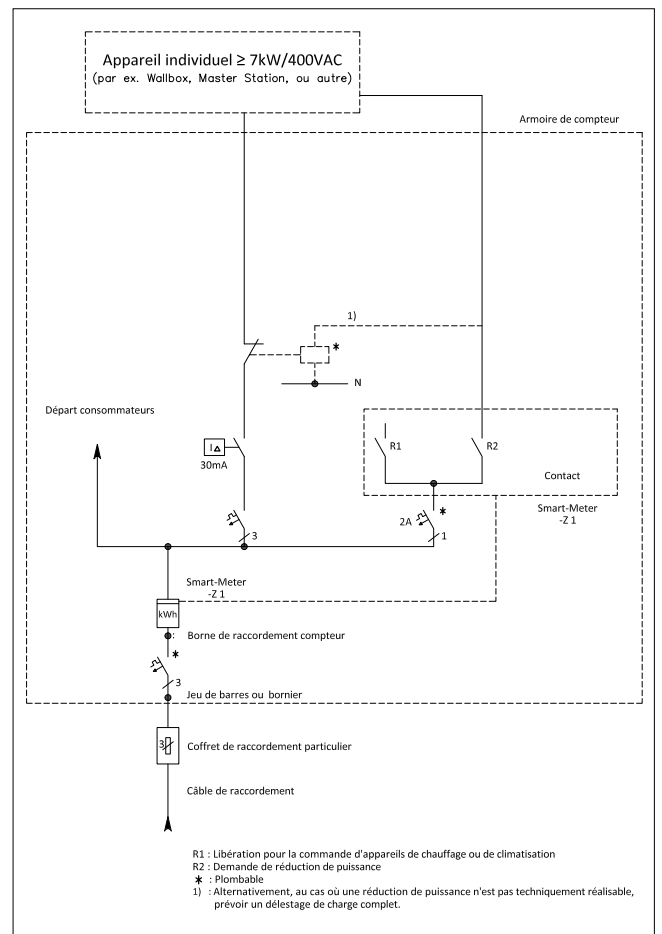 Appareil individuel ≥ 7kW/400VAC
(par ex. Wallbox, Master Station, ou autre)
Armoire de compteur
1)
*
N
Départ consommateurs
I∆
30mA
R1
R2
Contact
Smart-Meter
-Z 1
2A
*
3
1
Smart-Meter
-Z 1
kWh
Borne de raccordement compteur
*
3
Jeu de barres ou bornier
3
Coffret de raccordement particulier
Câble de raccordement
R1 : Libération pour la commande d'appareils de chauffage ou de climatisation
R2 : Demande de réduction de puissance
* : Plombable
1) : Alternativement, au cas où une réduction de puissance n'est pas techniquement réalisable,
prévoir un délestage de charge complet.